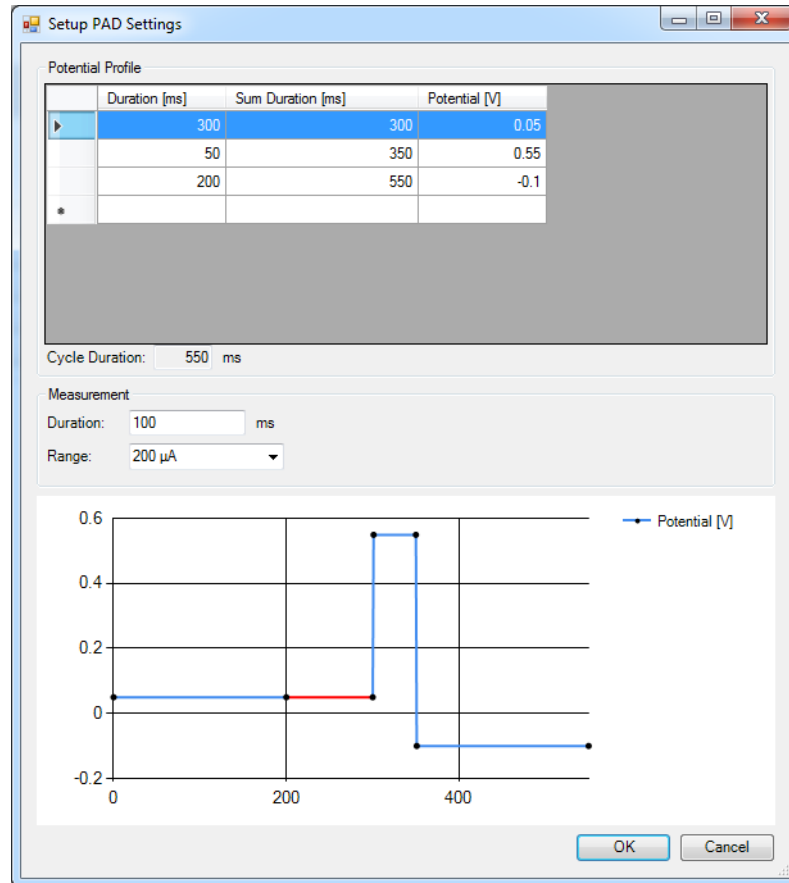 Setup PAD Settings
Potential Profile
Duration [ms] Sum Duration [ms] Potential [V]
300 300 0.05
50 350 0.55
200 550 -0.1
*
Cycle Duration: 550 ms
Measurement
Duration: 100 ms
Range: 200 µA
0.6
Potential [V]
0.4
0.2
0
-0.2
0 200 400
OK Cancel